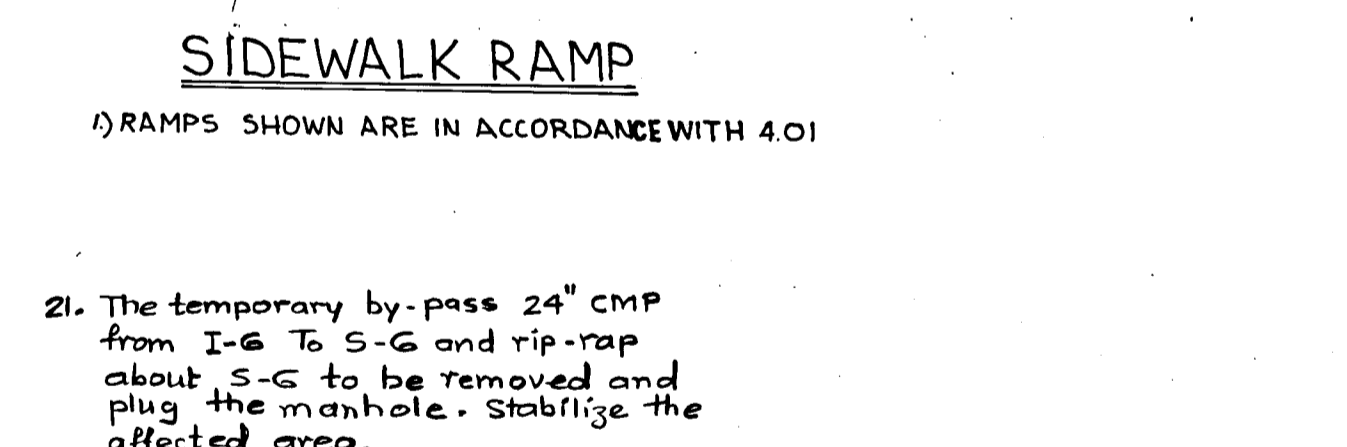 SIDEWALK RAMP
1.) RAMPS SHOWN ARE IN ACCORDANCE WITH 4.01
21. The temporary by-pass 24" CMP
from I-6 To S-6 and rip-rap
about S-6 to be removed and
plug the manhole. Stabilize the
affected area.